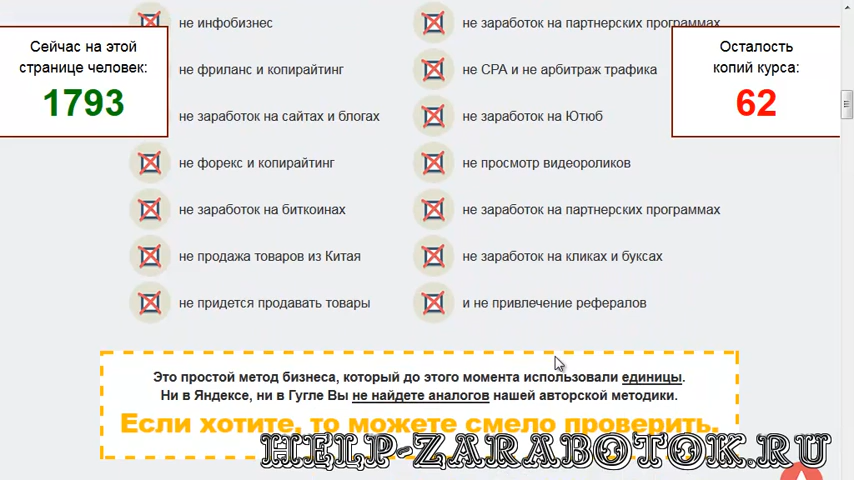 не инфобизнес
не заработок на партнерских программах
Сейчас на этой
странице человек:
1793
Осталость
копий курса:
62
не фриланс и копирайтинг
не CPA и не арбитраж трафика
не заработок на сайтах и блогах
не заработок на Ютюб
не форекс и копирайтинг
не просмотр видеороликов
не заработок на биткоинах
не заработок на партнерских программах
не продажа товаров из Китая
не заработок на кликах и буксах
не придется продавать товары
и не привлечение рефералов
Это простой метод бизнеса, который до этого момента использовали единицы.
Ни в Яндексе, ни в Гугле Вы не найдете аналогов нашей авторской методики.
Если хотите, то можете смело проверить.
HELP-ZARABOTOK.RU